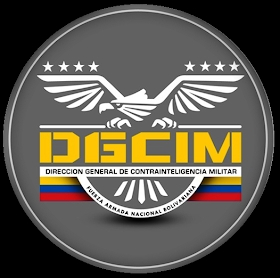 DGCIM
DIRECCION GENERAL DE CONTRAINTELIGENCIA MILITAR
FUERZA ARMADA NACIONAL BOLIVARIANA